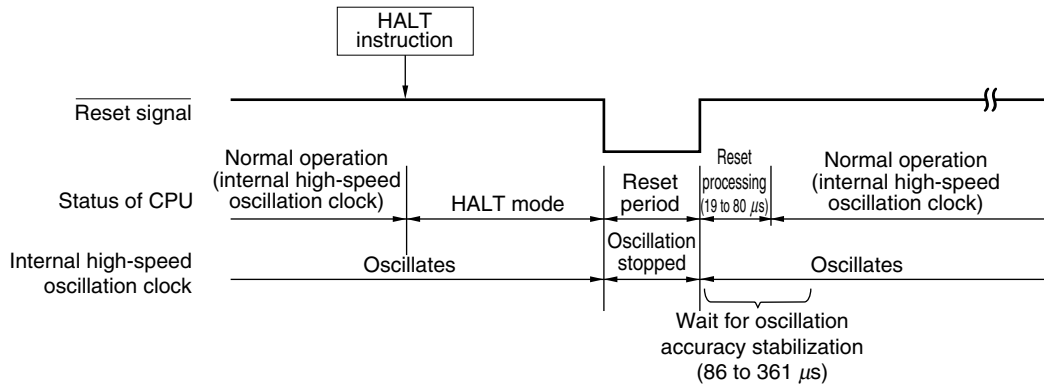 HALT
instruction
Reset signal
Normal operation
(internal high-speed
oscillation clock)
Status of CPU
HALT mode
Reset
period
Reset
processing
(19 to 80 μs)
Normal operation
(internal high-speed
oscillation clock)
Internal high-speed
oscillation clock
Oscillates
Oscillation
stopped
Oscillates
Wait for oscillation
accuracy stabilization
(86 to 361 μs)